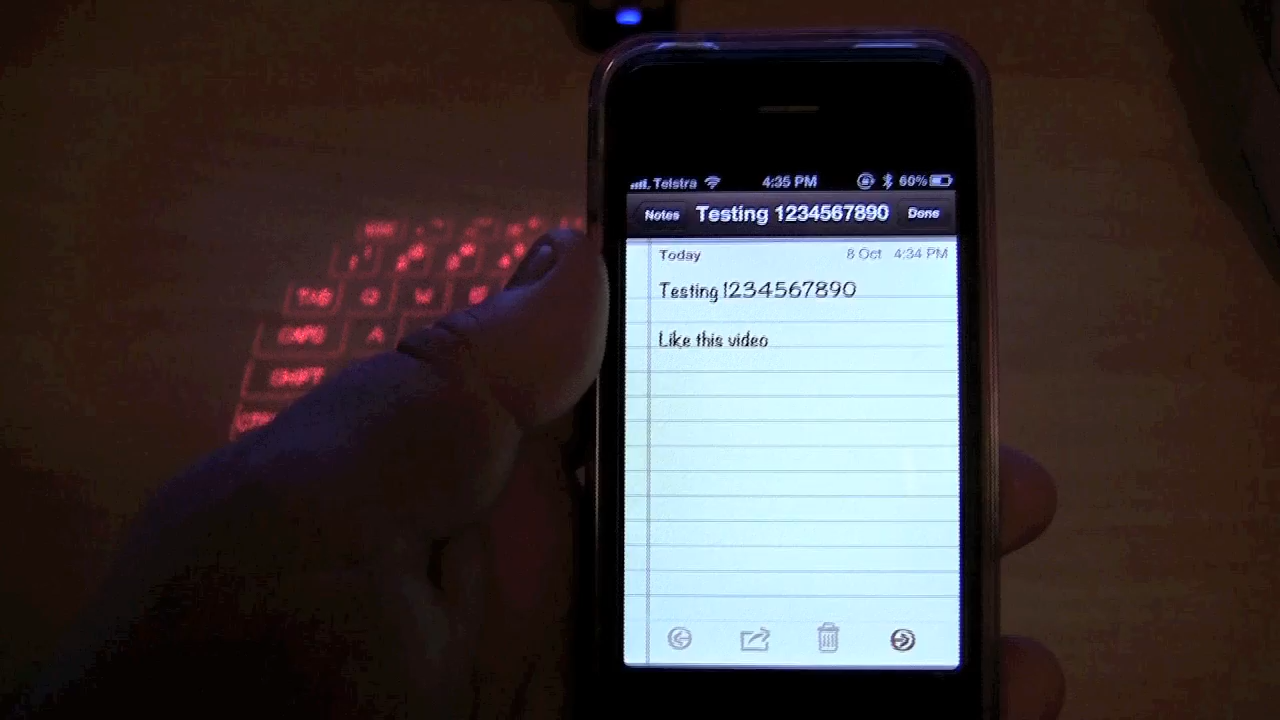 Telstra 4:35 PM 60%
Notes Testing 1234567890 Done
Today 8 Oct 4:34 PM
Testing 1234567890
Like this video
TAB Q W
CAPS A
SHIFT